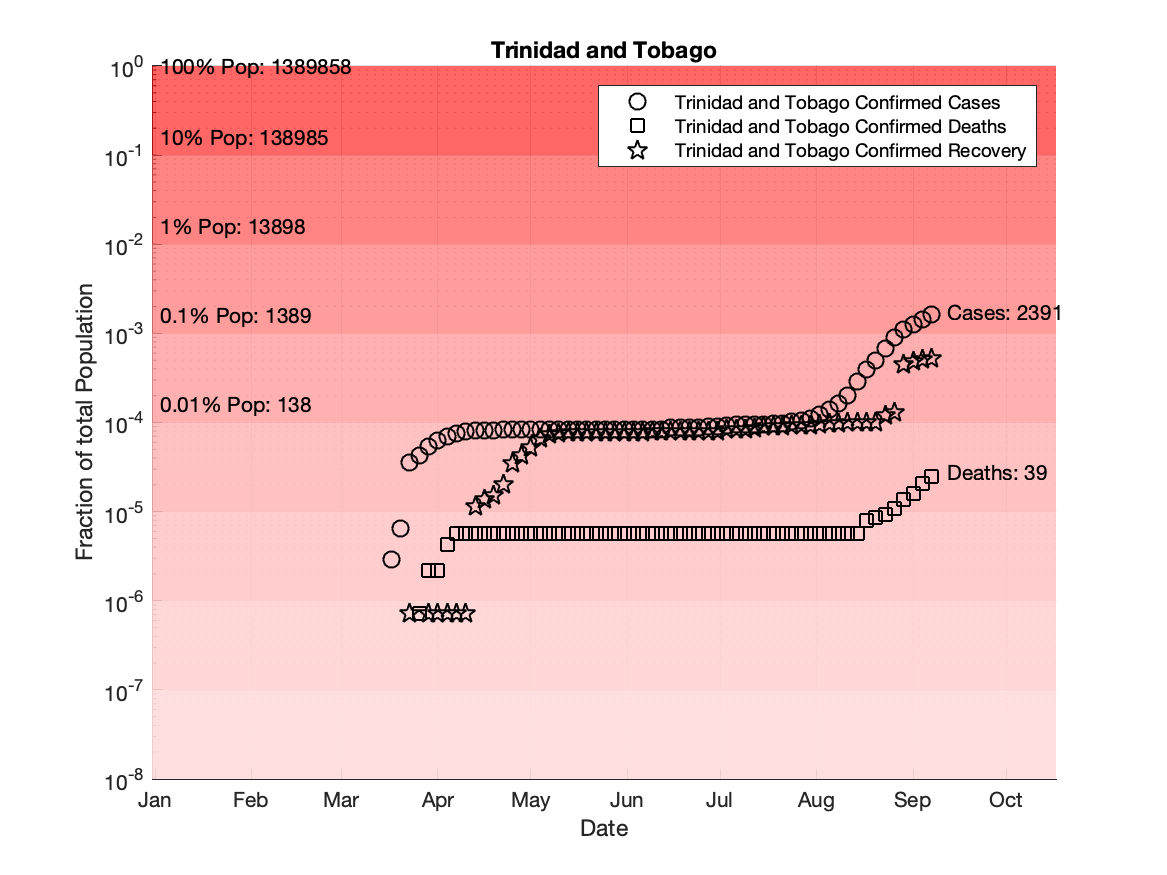 Trinidad and Tobago
10^0
100% Pop: 1389858
Trinidad and Tobago Confirmed Cases
Trinidad and Tobago Confirmed Deaths
Trinidad and Tobago Confirmed Recovery
10% Pop: 138985
10^-1
1% Pop: 13898
10^-2
0.1% Pop: 1389
Cases: 2391
10^-3
0.01% Pop: 138
10^-4
Deaths: 39
10^-5
10^-6
10^-7
10^-8
Fraction of total Population
Jan Feb Mar Apr May Jun Jul Aug Sep Oct
Date